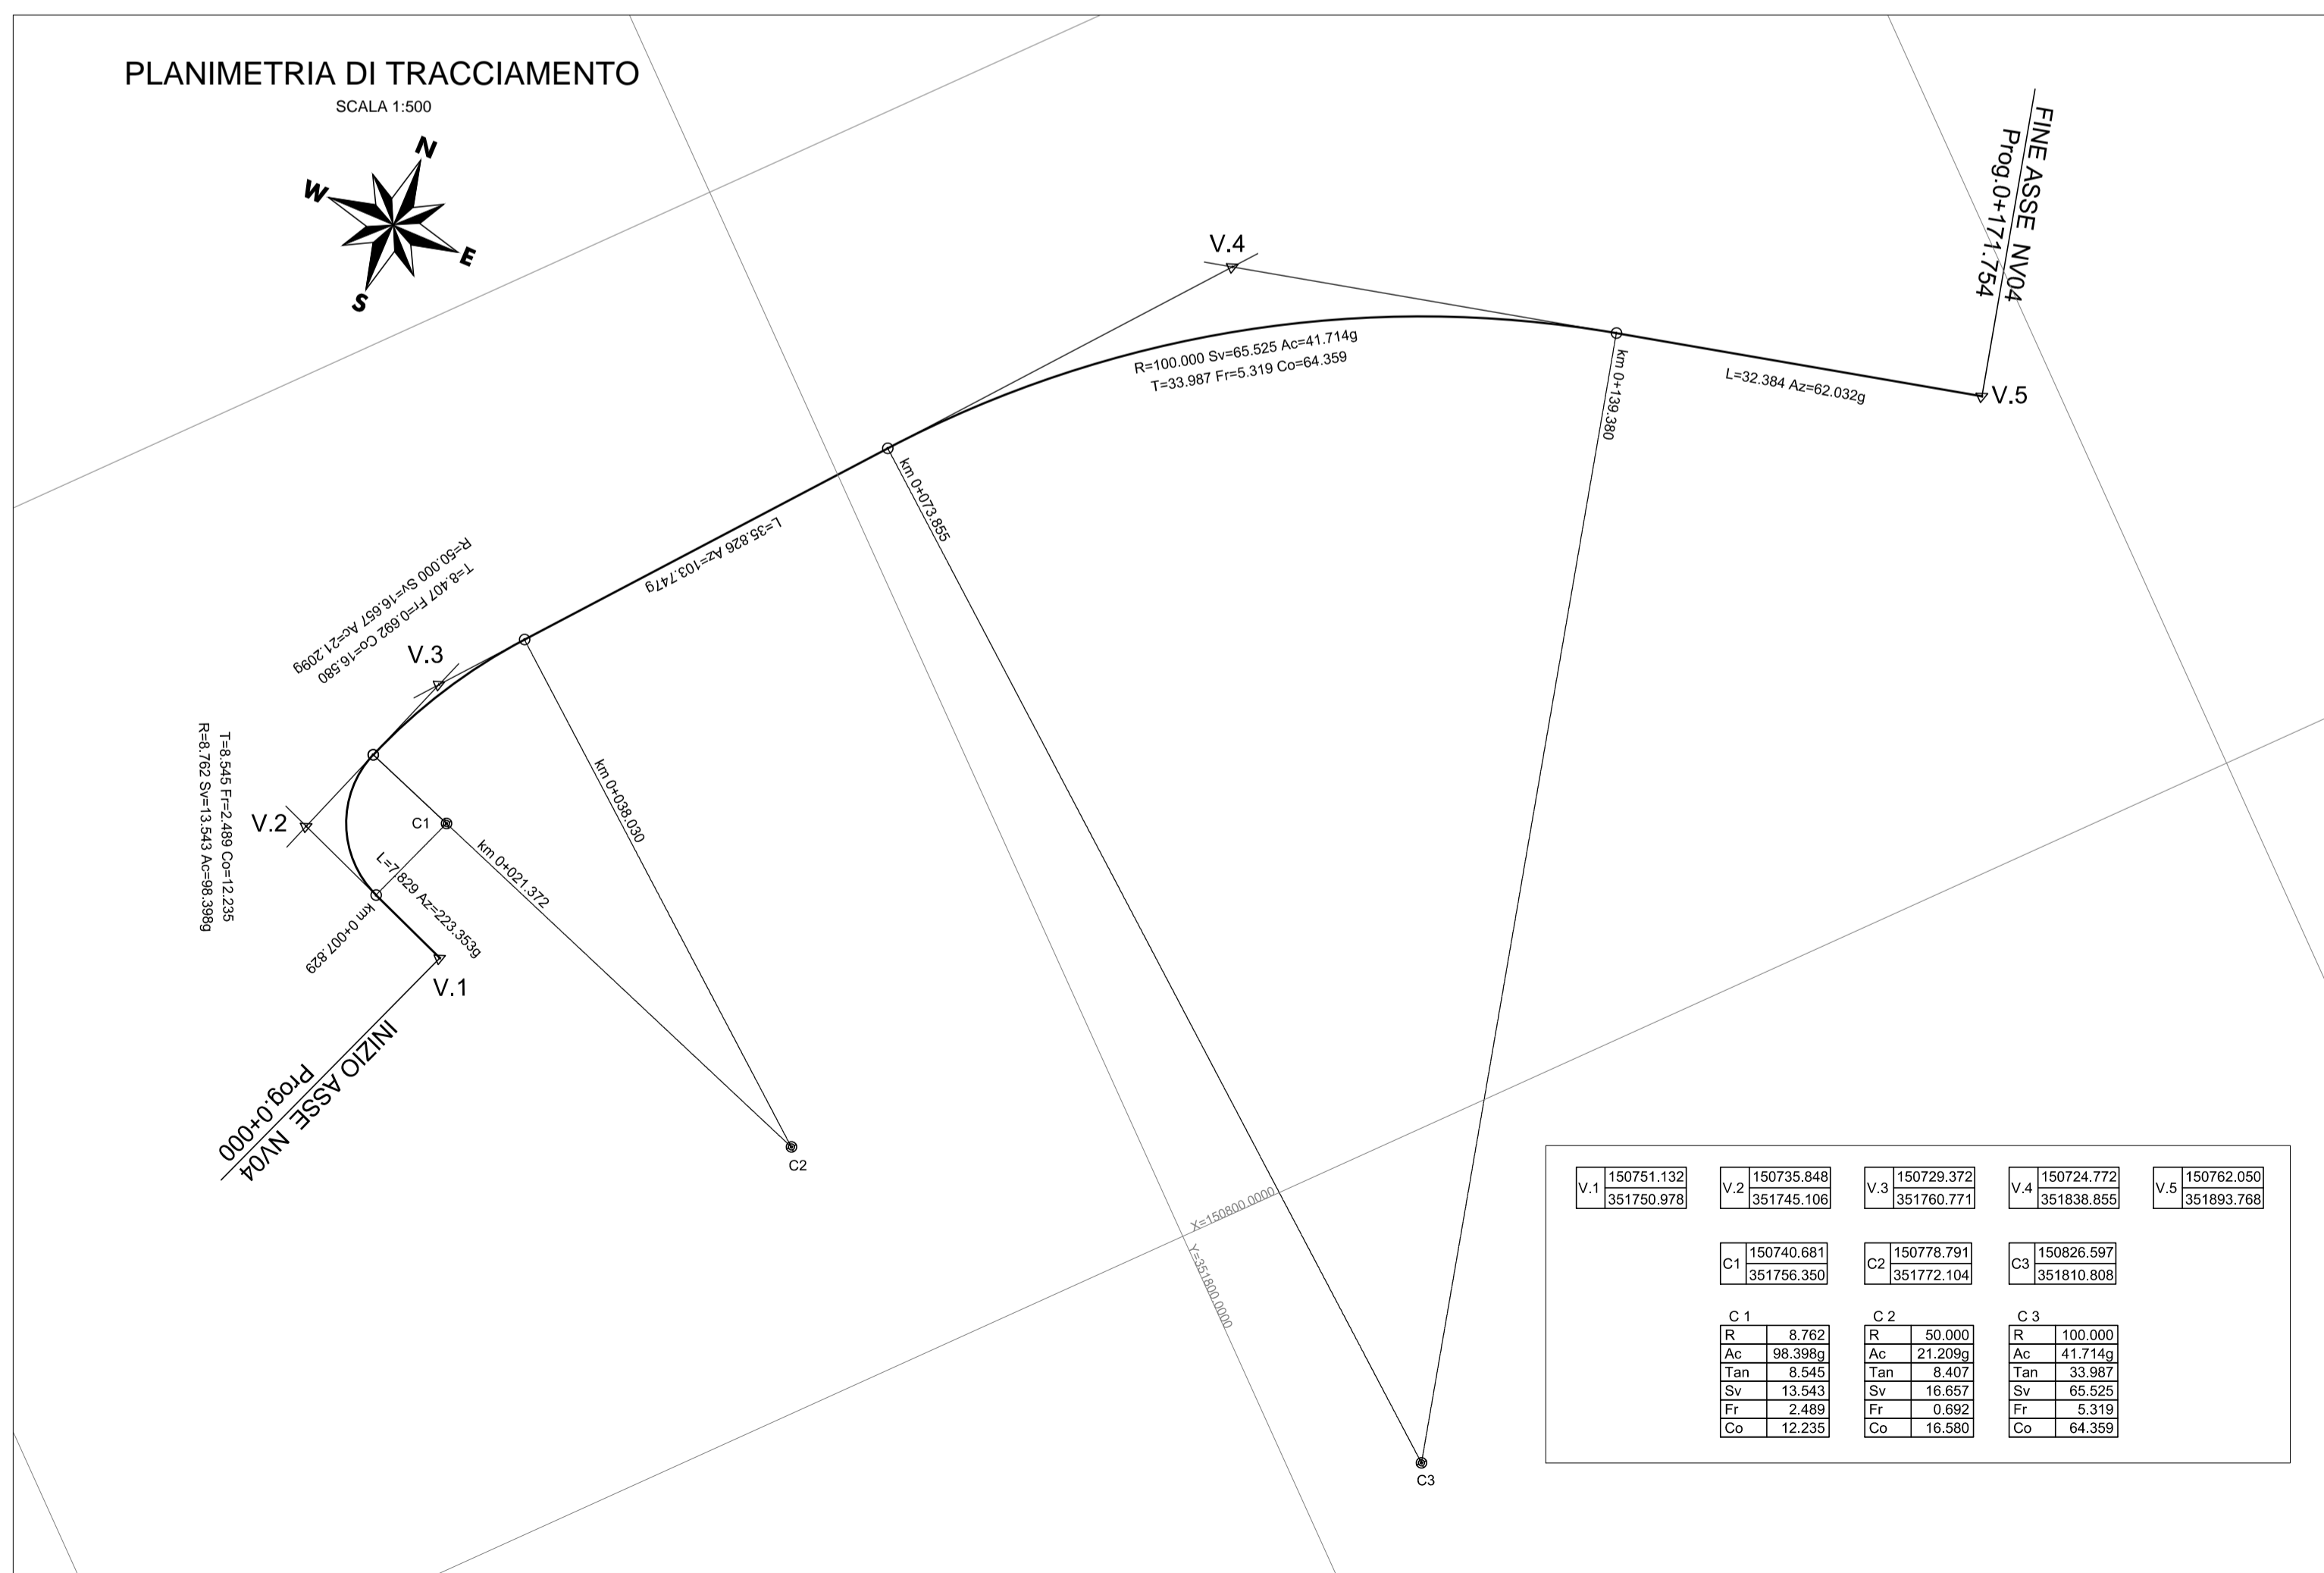 PLANIMETRIA DI TRACCIAMENTO
SCALA 1:500
N
W
E
S
FINE ASSE NV04
Prog.0+171.754
V.4
R=100.000 Sv=65.525 Ac=41.714g
T=33.987 Fr=5.319 Co=64.359
km 0+139.380
L=32.384 Az=62.032g
V.5
km 0+073.855
L=35.826 Az=103.747g
R=50.000 Sv=16.657 Ac=21.209g
T=8.407 Fr=0.692 Co=16.580
V.3
T=8.545 Fr=2.489 Co=12.235
R=8.762 Sv=13.543 Ac=98.398g
V.2
C1
km 0+038.030
km 0+021.372
L=7.829 Az=223.353g
km 0+007.829
V.1
INIZIO ASSE NV04
Prog.0+000
C2
X=150800.0000
Y=351800.0000
C3
V.1 150751.132 351750.978
V.2 150735.848 351745.106
V.3 150729.372 351760.771
V.4 150724.772 351838.855
V.5 150762.050 351893.768
C1 150740.681 351756.350
C2 150778.791 351772.104
C3 150826.597 351810.808
C 1
R 8.762
Ac 98.398g
Tan 8.545
Sv 13.543
Fr 2.489
Co 12.235
C 2
R 50.000
Ac 21.209g
Tan 8.407
Sv 16.657
Fr 0.692
Co 16.580
C 3
R 100.000
Ac 41.714g
Tan 33.987
Sv 65.525
Fr 5.319
Co 64.359